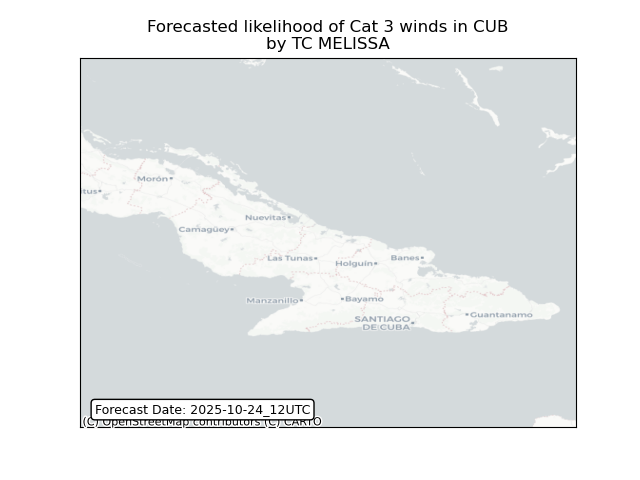 Forecasted likelihood of Cat 3 winds in CUB
by TC MELISSA
Morón
itus
Nuevitas
Camagüey
Las Tunas
Holguín
Banes
Manzanillo
Bayamo
Guantanamo
SANTIAGO
DE CUBA
Forecast Date: 2025-10-24_12UTC
(C) OpenStreetMap contributors (C) CARTO